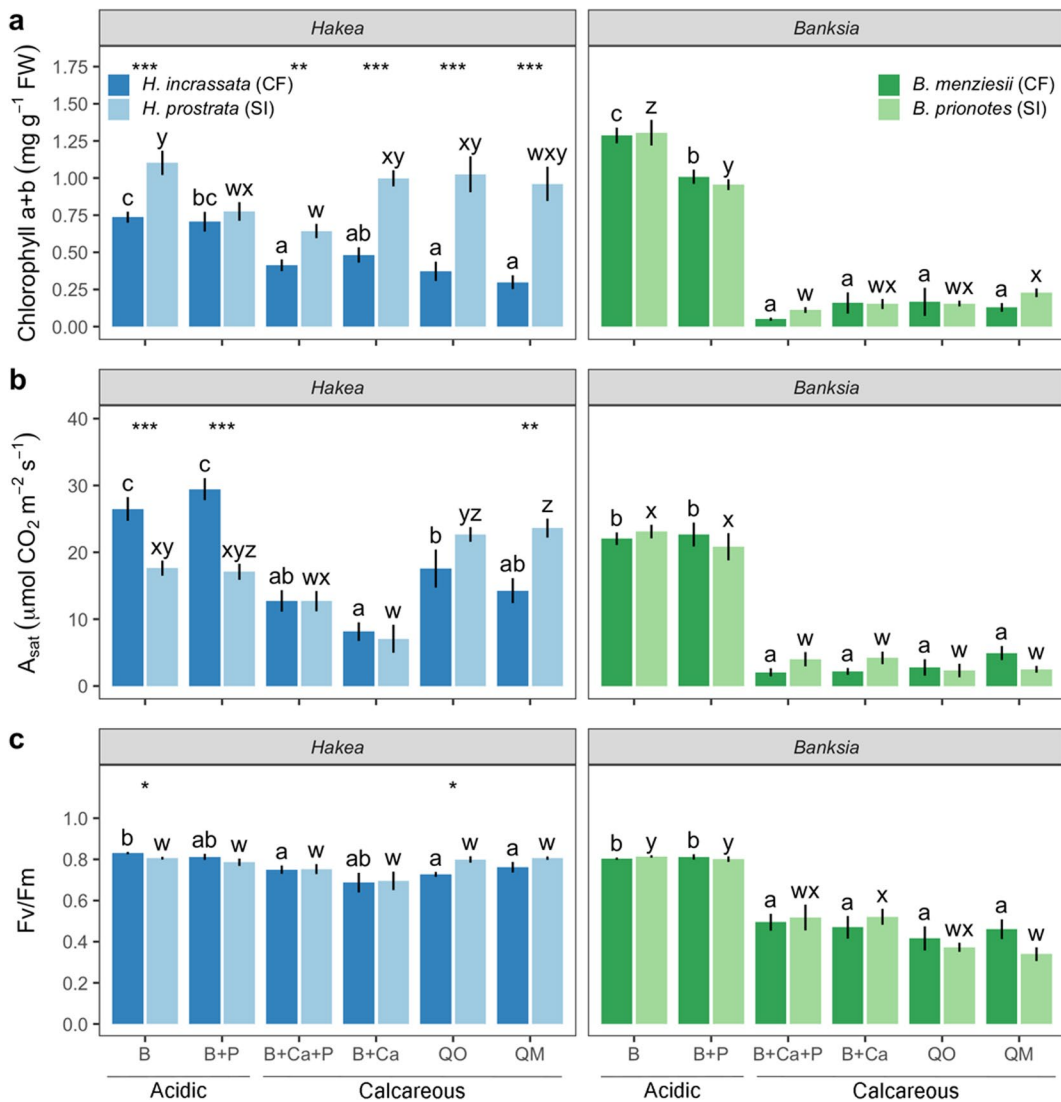 a
Hakea
Banksia
Chlorophyll a+b (mg g⁻¹ FW)
1.75
1.50
1.25
1.00
0.75
0.50
0.25
0.00
*** ** *** *** ***
H. incrassata (CF)
H. prostrata (SI)
c y bc wx a w ab xy a xy a wxy
B. menziesii (CF)
B. prionotes (SI)
c z b y a w a wx a wx a x
b
Hakea
Banksia
Asat (μmol CO₂ m⁻² s⁻¹)
40
30
20
10
0
*** *** **
c xy c xyz ab wx a w b yz ab z
b x b x a w a w a w a w
c
Hakea
Banksia
Fv/Fm
1.0
0.8
0.6
0.4
0.2
0.0
* *
b w ab w a w ab w a w a w
b y b y a wx a x a wx a w
B B+P B+Ca+P B+Ca QO QM
Acidic Calcareous
B B+P B+Ca+P B+Ca QO QM
Acidic Calcareous